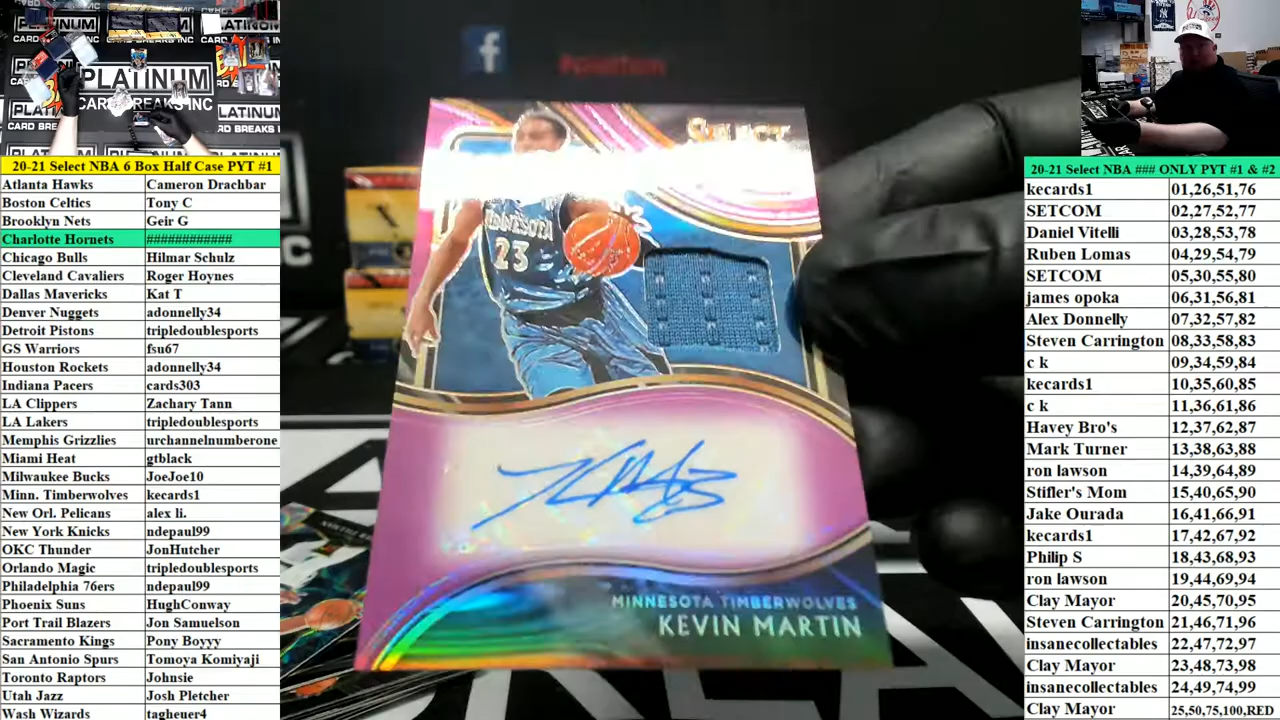 PLATINUM
CARD BREAKS INC
20-21 Select NBA 6 Box Half Case PYT #1
Atlanta Hawks Cameron Drachbar
Boston Celtics Tony C
Brooklyn Nets Geir G
Charlotte Hornets ############
Chicago Bulls Hilmar Schulz
Cleveland Cavaliers Roger Hoynes
Dallas Mavericks Kat T
Denver Nuggets adonnelly34
Detroit Pistons tripledoublesports
GS Warriors fsu67
Houston Rockets adonnelly34
Indiana Pacers cards303
LA Clippers Zachary Tann
LA Lakers tripledoublesports
Memphis Grizzlies urchannelnumberone
Miami Heat gtblack
Milwaukee Bucks JoeJoe10
Minn. Timberwolves kecards1
New Orl. Pelicans alex li.
New York Knicks ndepaul99
OKC Thunder JonHutcher
Orlando Magic tripledoublesports
Philadelphia 76ers ndepaul99
Phoenix Suns HughConway
Port Trail Blazers Jon Samuelson
Sacramento Kings Pony Boyyy
San Antonio Spurs Tomoya Komiyaji
Toronto Raptors Johnsie
Utah Jazz Josh Pletcher
Wash Wizards tagheuer4
f
SELECT
MINNESOTA
23
MINNESOTA TIMBERWOLVES
KEVIN MARTIN
20-21 Select NBA ### ONLY PYT #1 & #2
kecards1 01,26,51,76
SETCOM 02,27,52,77
Daniel Vitelli 03,28,53,78
Ruben Lomas 04,29,54,79
SETCOM 05,30,55,80
james opoka 06,31,56,81
Alex Donnelly 07,32,57,82
Steven Carrington 08,33,58,83
c k 09,34,59,84
kecards1 10,35,60,85
c k 11,36,61,86
Havey Bro's 12,37,62,87
Mark Turner 13,38,63,88
ron lawson 14,39,64,89
Stifler's Mom 15,40,65,90
Jake Ourada 16,41,66,91
kecards1 17,42,67,92
Philip S 18,43,68,93
ron lawson 19,44,69,94
Clay Mayor 20,45,70,95
Steven Carrington 21,46,71,96
insanecollectables 22,47,72,97
Clay Mayor 23,48,73,98
insanecollectables 24,49,74,99
Clay Mayor 25,50,75,100,RED